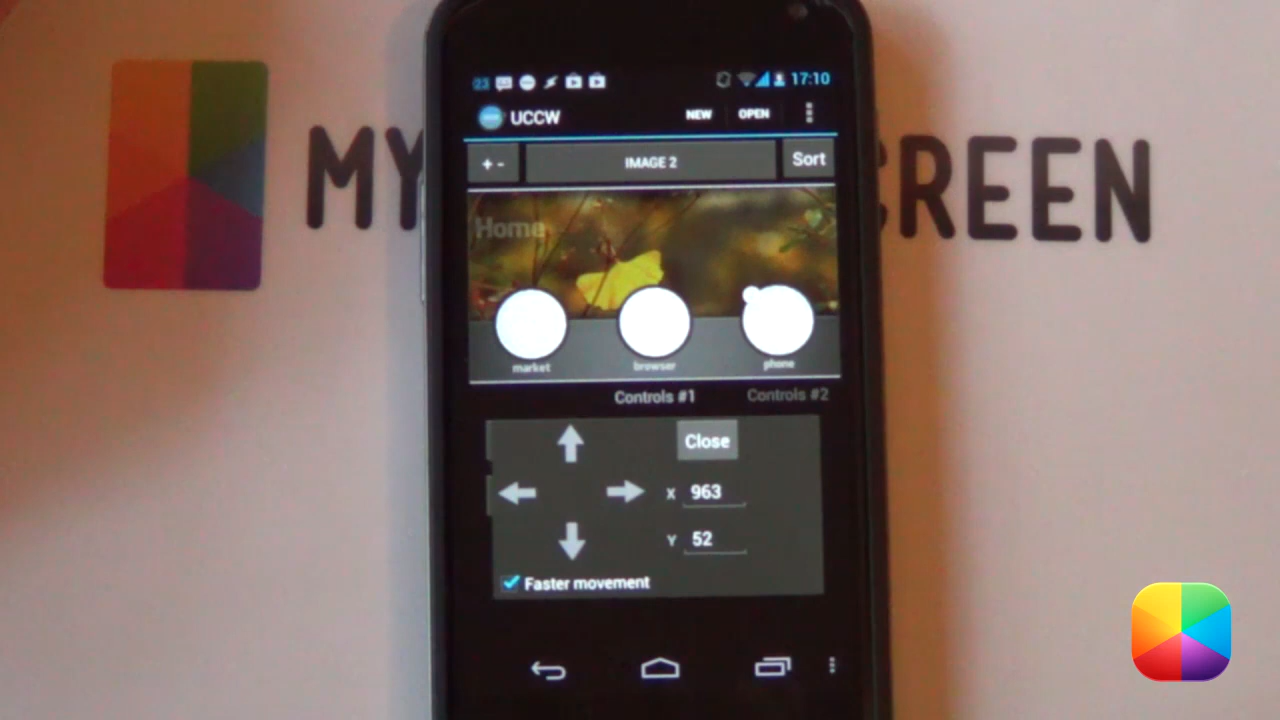 23 17:10
UCCW NEW OPEN
+ - IMAGE 2 Sort
MY CREEN
Home
market browser phone
Controls #1 Controls #2
Close
X 963
Y 52
Faster movement